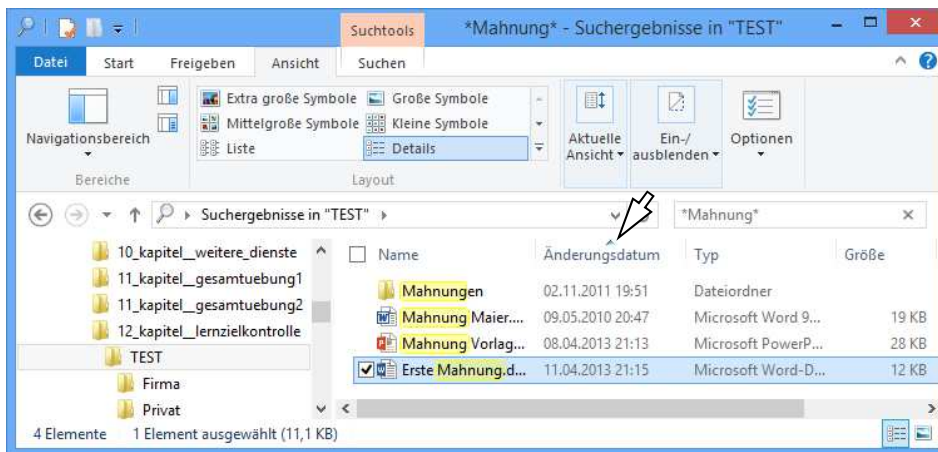 Suchtools *Mahnung* - Suchergebnisse in "TEST"
Datei Start Freigeben Ansicht Suchen
Extra große Symbole Große Symbole
Mittelgroße Symbole Kleine Symbole
Liste Details
Navigationsbereich
Aktuelle Ansicht
Ein-/ ausblenden
Optionen
Bereiche Layout
Suchergebnisse in "TEST" *Mahnung*
10_kapitel__weitere_dienste
11_kapitel__gesamtuebung1
11_kapitel__gesamtuebung2
12_kapitel__lernzielkontrolle
TEST
Firma
Privat
Name Änderungsdatum Typ Größe
Mahnungen 02.11.2011 19:51 Dateiordner
Mahnung Maier.... 09.05.2010 20:47 Microsoft Word 9... 19 KB
Mahnung Vorlag... 08.04.2013 21:13 Microsoft PowerP... 28 KB
Erste Mahnung.d... 11.04.2013 21:15 Microsoft Word-D... 12 KB
4 Elemente 1 Element ausgewählt (11,1 KB)